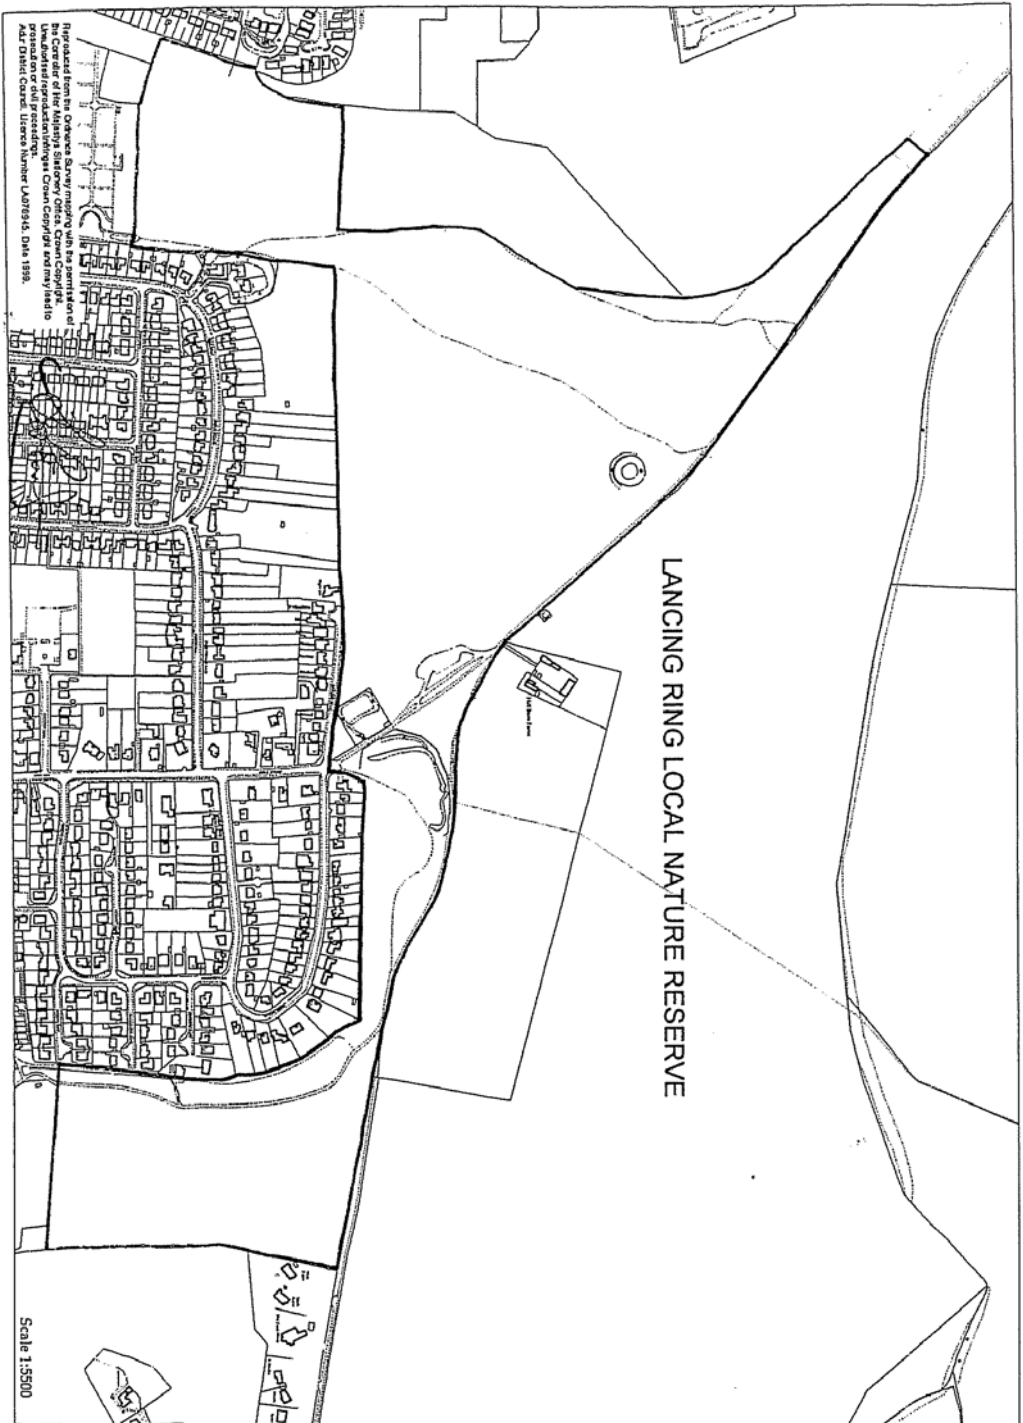 LANCING RING LOCAL NATURE RESERVE
Reproduced from the Ordnance Survey mapping with the permission of
the Controller of Her Majesty's Stationery Office. Crown Copyright.
Unauthorised reproduction infringes Crown Copyright and may lead to
prosecution or civil proceedings.
Adur District Council. Licence Number LA078945. Date 1999.
Scale 1:5500